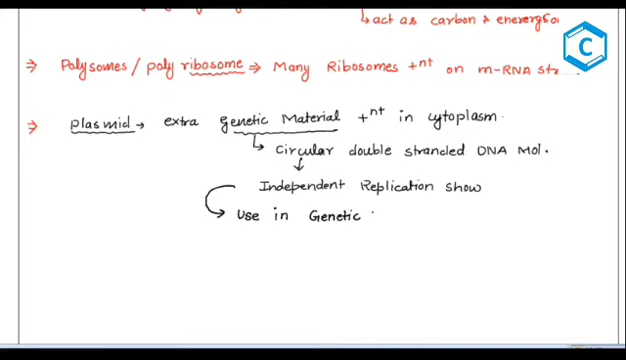 ↳ act as carbon &
C
⇒ Polysomes / poly ribosome ⇒ Many Ribosomes +nt on m-RNA
⇒ plasmid → extra genetic Material +nt in cytoplasm.
↳ Circular double stranded DNA Mol.
↓
Independent Replication show
↳ Use in Genetic